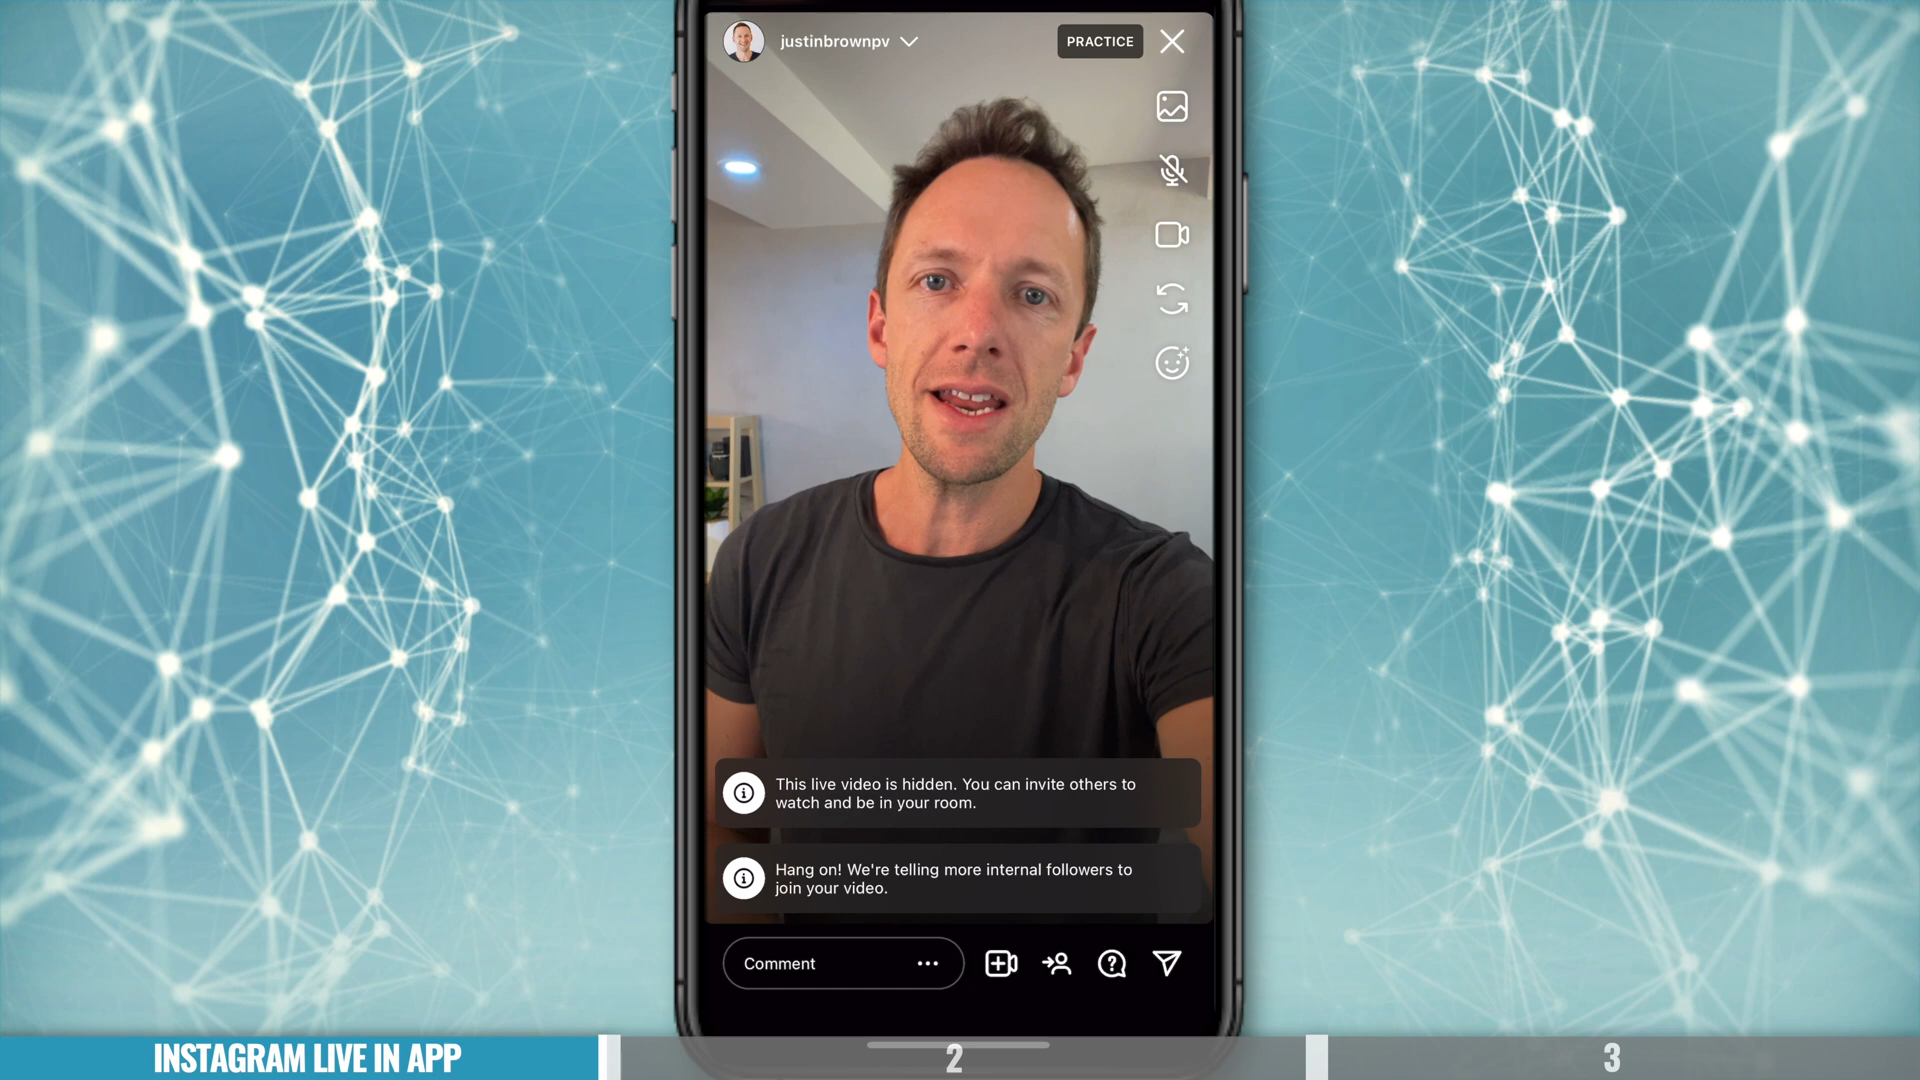 justinbrownpv
PRACTICE
This live video is hidden. You can invite others to
watch and be in your room.
Hang on! We're telling more internal followers to
join your video.
Comment
INSTAGRAM LIVE IN APP
2
3